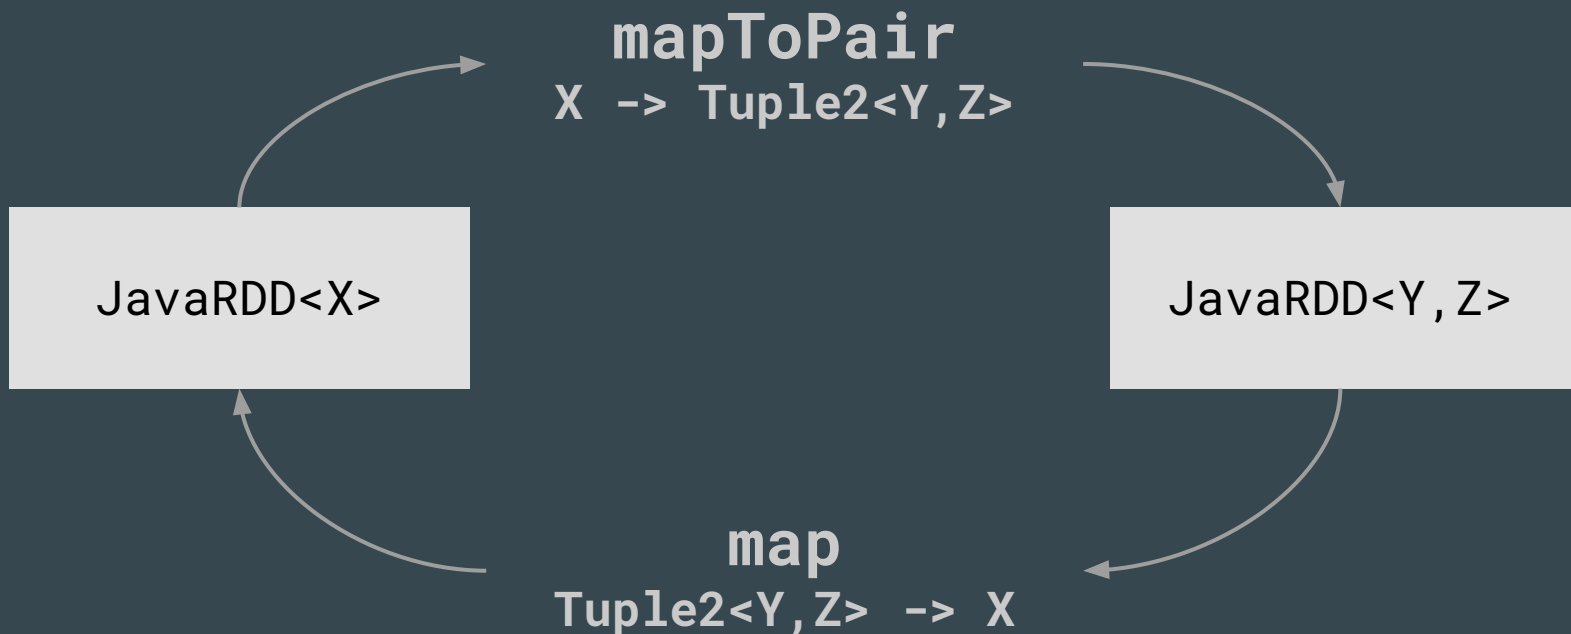 mapToPair
X -> Tuple2<Y,Z>
JavaRDD<X>
JavaRDD<Y,Z>
map
Tuple2<Y,Z> -> X